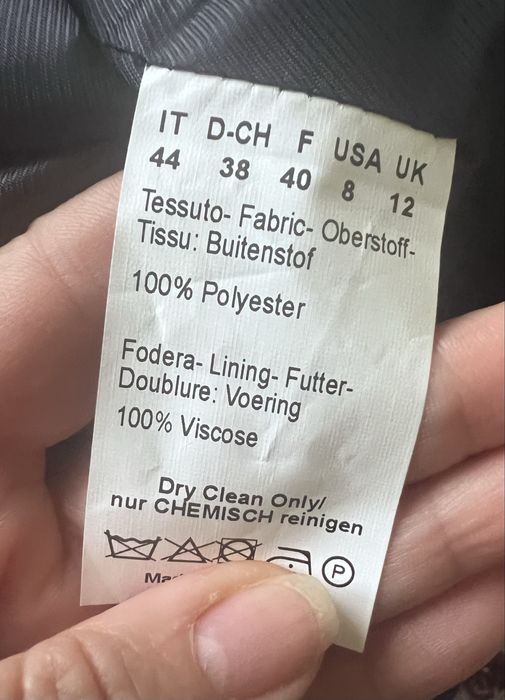 IT D-CH F USA UK
44 38 40 8 12
Tessuto- Fabric- Oberstoff-
Tissu: Buitenstof
100% Polyester
Fodera- Lining- Futter-
Doublure: Voering
100% Viscose
Dry Clean Only/
nur CHEMISCH reinigen
P